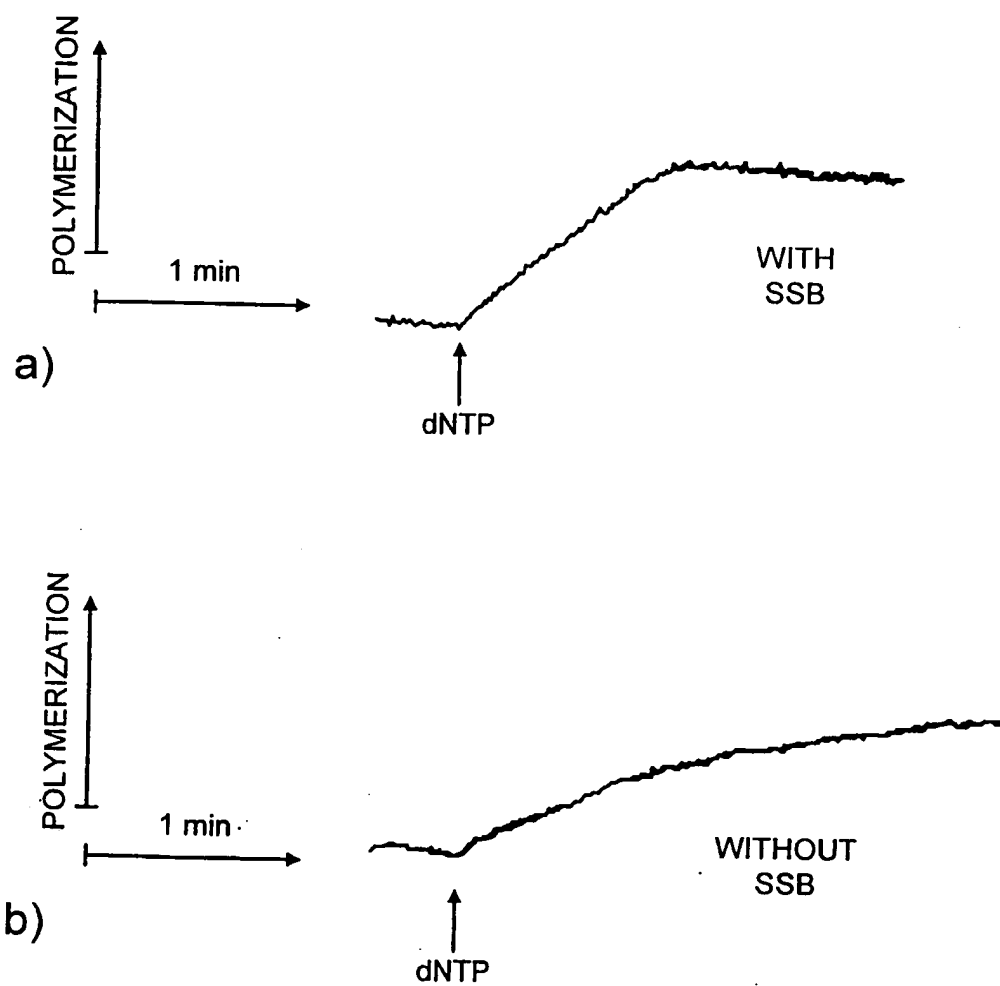 POLYMERIZATION
1 min
WITH
SSB
a)
dNTP
POLYMERIZATION
1 min
WITHOUT
SSB
b)
dNTP